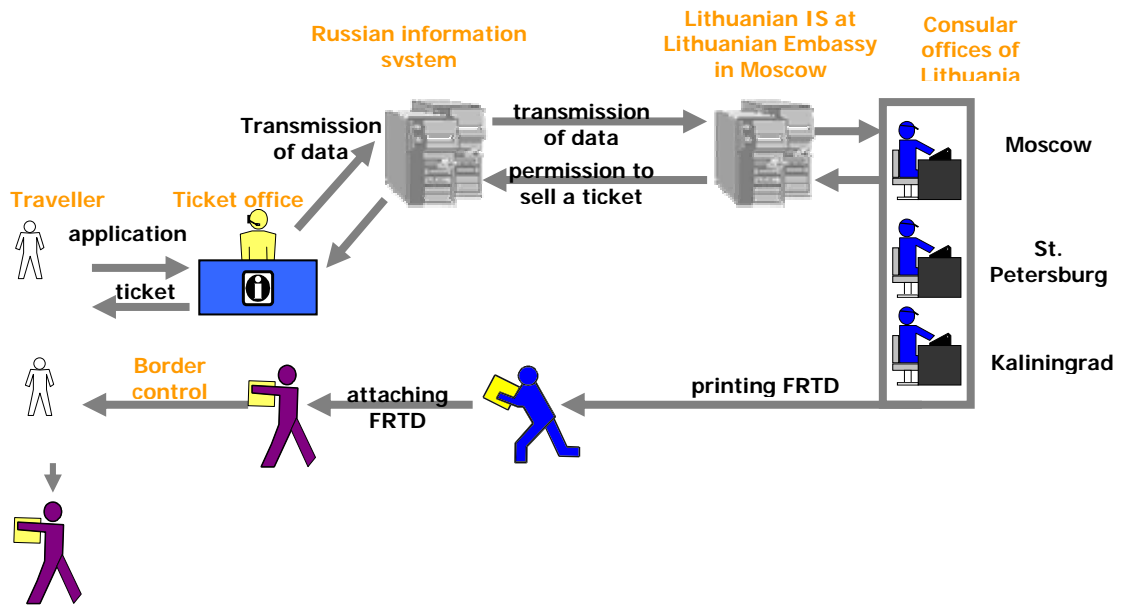 Russian information
system
Lithuanian IS at
Lithuanian Embassy
in Moscow
Consular
offices of
Lithuania
Transmission
of data
transmission
of data
permission to
sell a ticket
Moscow
St.
Petersburg
Kaliningrad
Traveller
Ticket office
application
ticket
i
Border
control
attaching
FRTD
printing FRTD